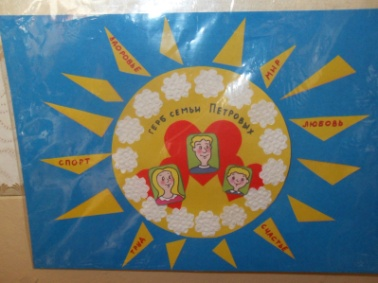 ЗДОРОВЬЕ
МИР
ГЕРБ СЕМЬИ ПЕТРОВЫХ
ЛЮБОВЬ
СПОРТ
ТРУД
СЧАСТЬЕ